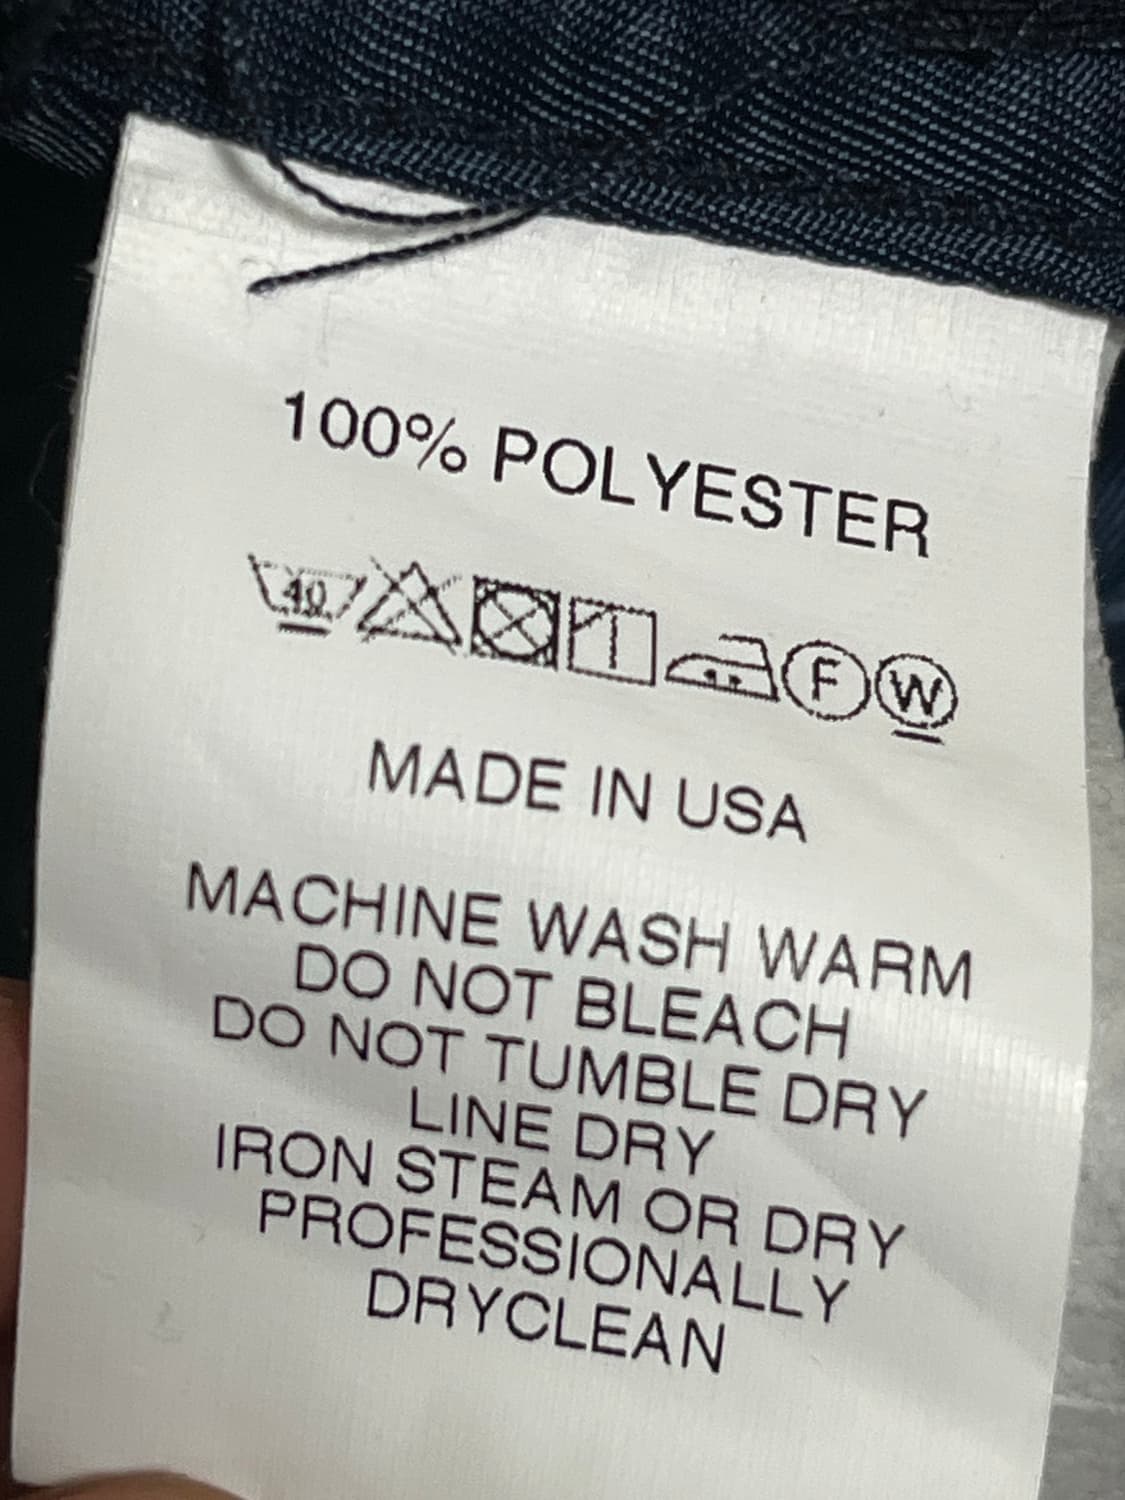 100% POLYESTER
40 F W
MADE IN USA
MACHINE WASH WARM
DO NOT BLEACH
DO NOT TUMBLE DRY
LINE DRY
IRON STEAM OR DRY
PROFESSIONALLY
DRYCLEAN